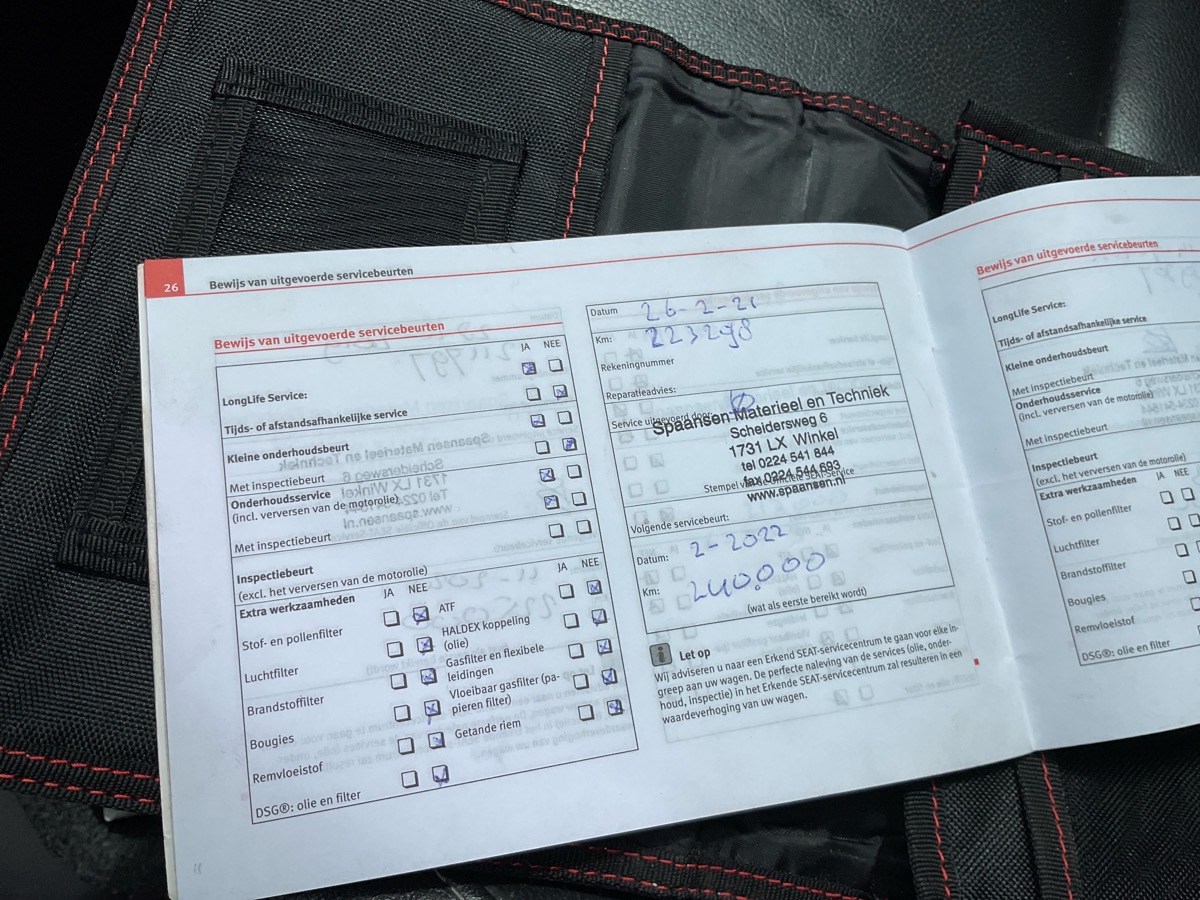 26
Bewijs van uitgevoerde servicebeurten
Bewijs van uitgevoerde servicebeurten
JA NEE
LongLife Service:
Tijds- of afstandsafhankelijke service
Kleine onderhoudsbeurt
Met inspectiebeurt
Onderhoudsservice
(incl. verversen van de motorolie)
Met inspectiebeurt
Inspectiebeurt
(excl. het verversen van de motorolie)
Extra werkzaamheden
JA NEE
Stof- en pollenfilter
Luchtfilter
Brandstoffilter
Bougies
Remvloeistof
DSG®: olie en filter
JA NEE
ATF
HALDEX koppeling
(olie)
Gasfilter en flexibele
leidingen
Vloeibaar gasfilter (pa-
pieren filter)
Getande riem
Datum 26-2-21
Km: 223298
Rekeningnummer
Reparatieadvies:
Service uitgevoerd door:
Spaansen Materieel en Techniek
Scheldersweg 6
1731 LX Winkel
tel 0224 541 844
fax 0224 544 693
Stempel van de Officiële SEAT-Service
www.spaansen.nl
Volgende servicebeurt:
Datum: 2-2022
Km: 240.000
(wat als eerste bereikt wordt)
i Let op
Wij adviseren u naar een Erkend SEAT-servicecentrum te gaan voor elke in-
greep aan uw wagen. De perfecte naleving van de services (olie, onder-
houd, inspectie) in het Erkende SEAT-servicecentrum zal resulteren in een
waardeverhoging van uw wagen.
Bewijs van uitgevoerde servicebeurten
LongLife Service:
Tijds- of afstandsafhankelijke service
Kleine onderhoudsbeurt
Met inspectiebeurt
Onderhoudsservice
(incl. verversen van de motorolie)
Met inspectiebeurt
Inspectiebeurt
(excl. het verversen van de motorolie)
Extra werkzaamheden
JA NEE
Stof- en pollenfilter
Luchtfilter
Brandstoffilter
Bougies
Remvloeistof
DSG®: olie en filter